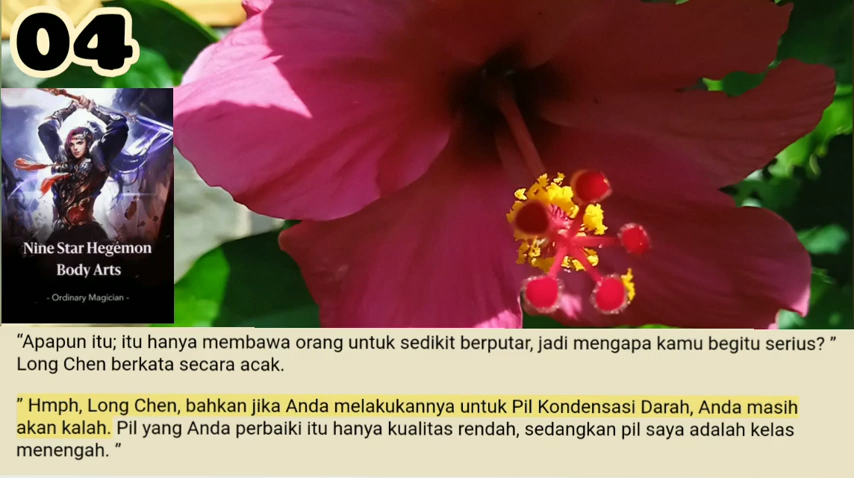 04
Nine Star Hegemon
Body Arts
- Ordinary Magician -
“Apapun itu; itu hanya membawa orang untuk sedikit berputar, jadi mengapa kamu begitu serius? ”
Long Chen berkata secara acak.
” Hmph, Long Chen, bahkan jika Anda melakukannya untuk Pil Kondensasi Darah, Anda masih
akan kalah. Pil yang Anda perbaiki itu hanya kualitas rendah, sedangkan pil saya adalah kelas
menengah. ”